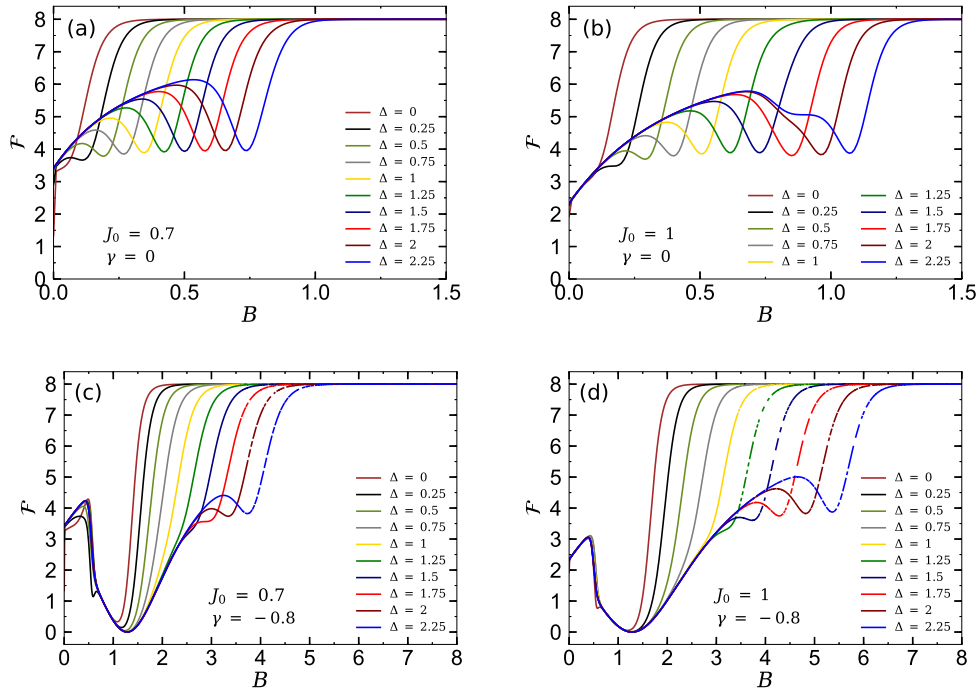 (a)
8
7
6
5
4
3
2
1
0
F
0.0 0.5 1.0 1.5
B
Δ = 0
Δ = 0.25
Δ = 0.5
Δ = 0.75
Δ = 1
Δ = 1.25
Δ = 1.5
Δ = 1.75
Δ = 2
Δ = 2.25
J₀ = 0.7
γ = 0
(b)
8
7
6
5
4
3
2
1
0
F
0.0 0.5 1.0 1.5
B
Δ = 0
Δ = 0.25
Δ = 0.5
Δ = 0.75
Δ = 1
Δ = 1.25
Δ = 1.5
Δ = 1.75
Δ = 2
Δ = 2.25
J₀ = 1
γ = 0
(c)
8
7
6
5
4
3
2
1
0
F
0 1 2 3 4 5 6 7 8
B
Δ = 0
Δ = 0.25
Δ = 0.5
Δ = 0.75
Δ = 1
Δ = 1.25
Δ = 1.5
Δ = 1.75
Δ = 2
Δ = 2.25
J₀ = 0.7
γ = −0.8
(d)
8
7
6
5
4
3
2
1
0
F
0 1 2 3 4 5 6 7 8
B
Δ = 0
Δ = 0.25
Δ = 0.5
Δ = 0.75
Δ = 1
Δ = 1.25
Δ = 1.5
Δ = 1.75
Δ = 2
Δ = 2.25
J₀ = 1
γ = −0.8